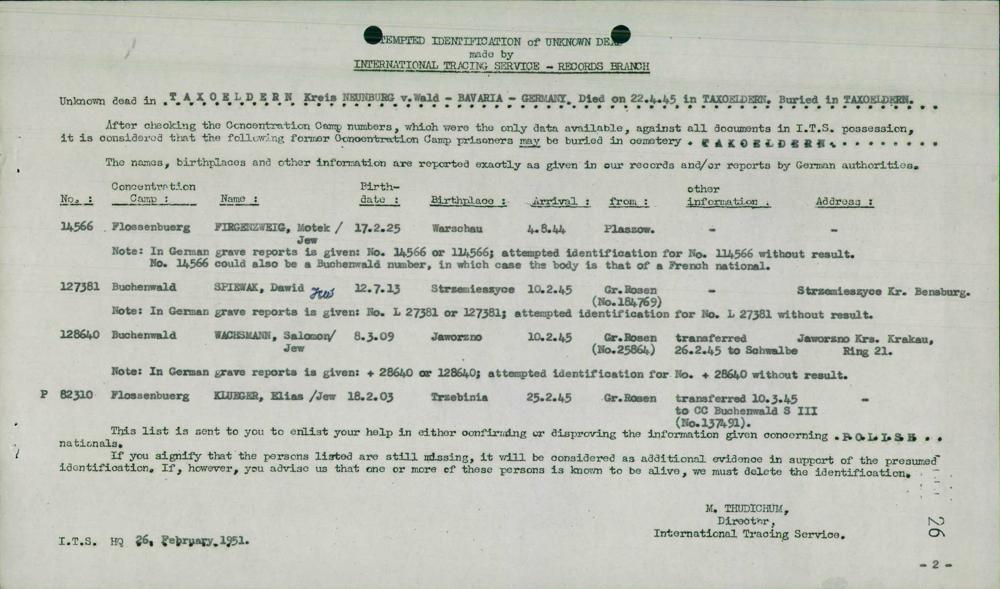 TEMPTED IDENTIFICATION of UNKNOWN DE
made by
INTERNATIONAL TRACING SERVICE - RECORDS BRANCH
Unknown dead in .TAXOELDERN Kreis NEUNBURG v.Wald - BAVARIA - GERMANY. Died on 22.4.45 in TAXOELDERN. Buried in TAXOELDERN. . .
After checking the Concentration Camp numbers, which were the only data available, against all documents in I.T.S. possession,
it is considered that the following former Concentration Camp prisoners may be buried in cemetery . TAXOELDERN. . . . . . . . .
The names, birthplaces and other information are reported exactly as given in our records and/or reports by German authorities.
No. : Concentration Camp : Name : Birth-date : Birthplace : Arrival : from : other information : Address :
14566 Flossenbuerg FIRGENZWEIG, Motek / Jew 17.2.25 Warschau 4.8.44 Plaszow. - -
Note: In German grave reports is given: No. 14566 or 114566; attempted identification for No. 114566 without result.
No. 14566 could also be a Buchenwald number, in which case the body is that of a French national.
127381 Buchenwald SPIEWAK, Dawid Jew 12.7.13 Strzemieszyce 10.2.45 Gr.Rosen - Strzemieszyce Kr. Bensburg.
(No.184769)
Note: In German grave reports is given: No. L 27381 or 127381; attempted identification for No. L 27381 without result.
128640 Buchenwald WACHSMANN, Salomon/ 8.3.09 Jaworzno 10.2.45 Gr.Rosen transferred Jaworzno Krs. Krakau,
Jew (No.25864) 26.2.45 to Schwalbe Ring 21.
Note: In German grave reports is given: + 28640 or 128640; attempted identification for No. + 28640 without result.
P 82310 Flossenbuerg KLUEGER, Elias /Jew 18.2.03 Trzebinia 25.2.45 Gr.Rosen transferred 10.3.45 -
to CC Buchenwald S III
(No.137491).
This list is sent to you to enlist your help in either confirming or disproving the information given concerning .POLISH . .
nationals.
If you signify that the persons listed are still missing, it will be considered as additional evidence in support of the presumed
identification. If, however, you advise us that one or more of these persons is known to be alive, we must delete the identification.
M. THUDICHUM,
Director,
International Tracing Service.
I.T.S. HQ 26. February.1951.
26
- 2 -